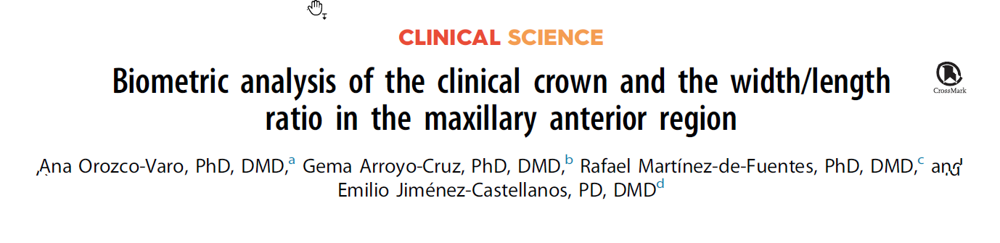 CLINICAL SCIENCE
Biometric analysis of the clinical crown and the width/length
ratio in the maxillary anterior region
CrossMark
Ana Orozco-Varo, PhD, DMD,a Gema Arroyo-Cruz, PhD, DMD,b Rafael Martínez-de-Fuentes, PhD, DMD,c and
Emilio Jiménez-Castellanos, PD, DMDd